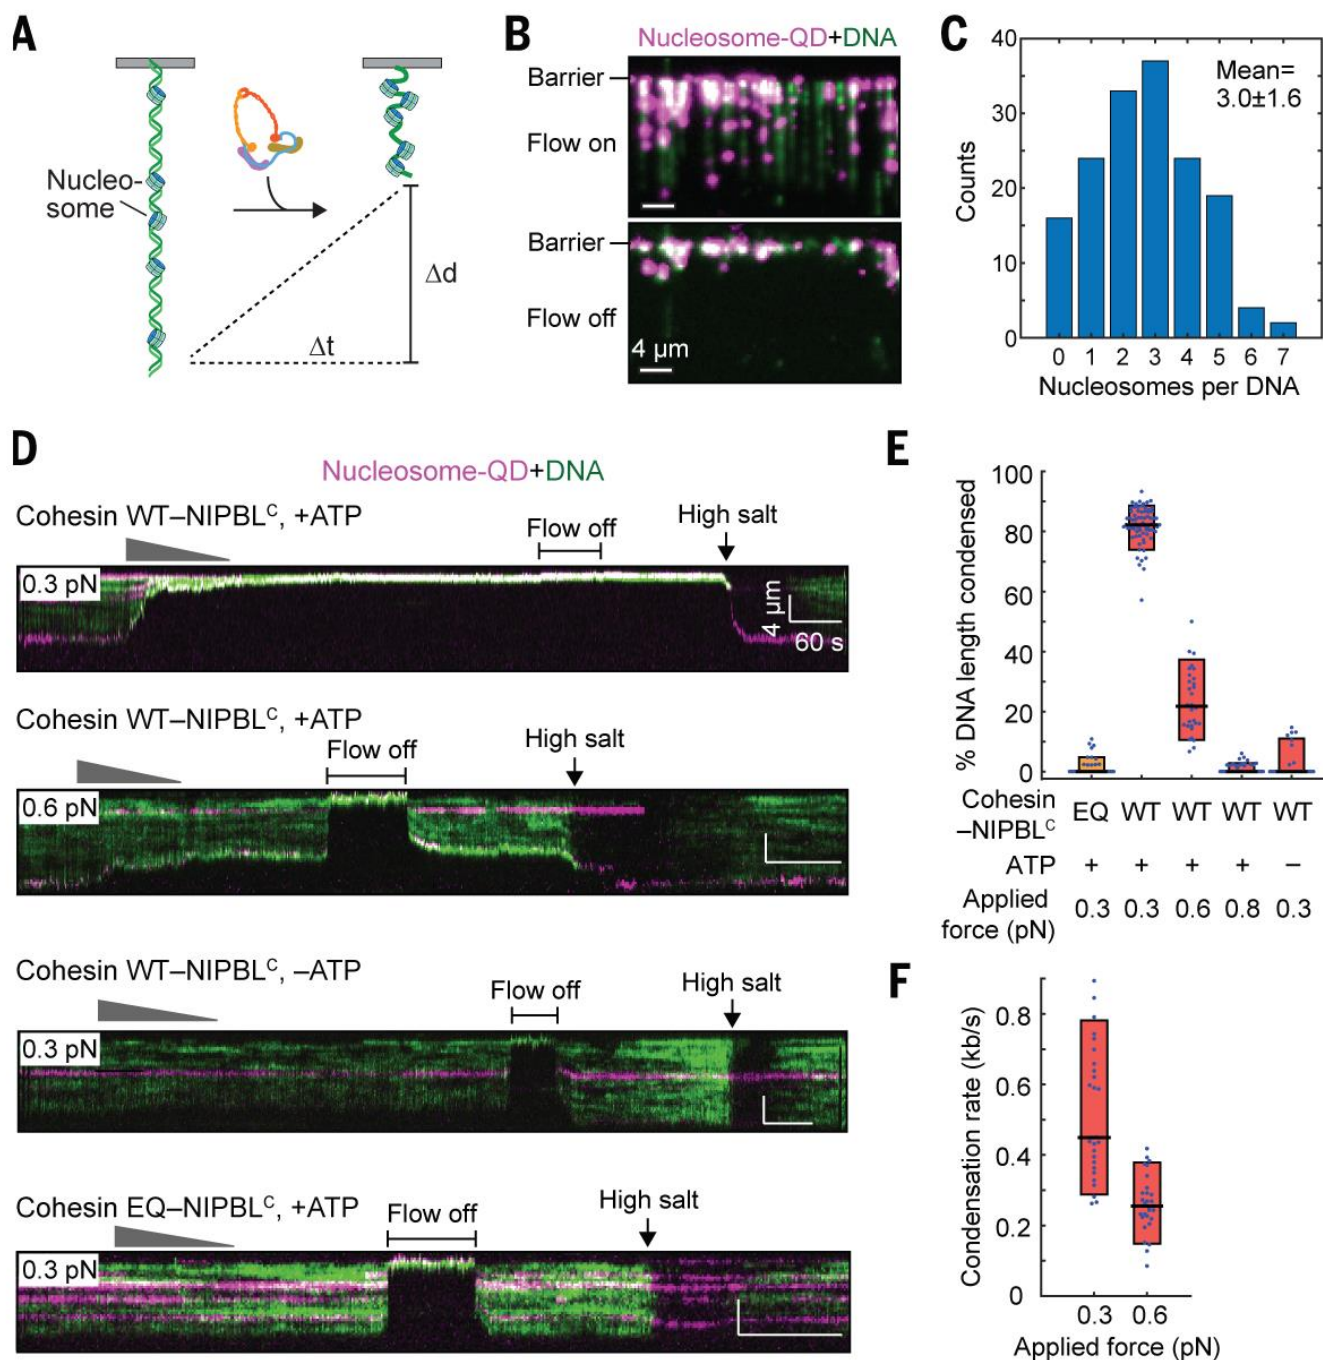 A
Nucleo-
some
Δd
Δt
B
Nucleosome-QD+DNA
Barrier
Flow on
Barrier
Flow off
4 µm
C
40
30
20
10
0
Counts
Mean=
3.0±1.6
0 1 2 3 4 5 6 7
Nucleosomes per DNA
D
Nucleosome-QD+DNA
Cohesin WT–NIPBLᶜ, +ATP
Flow off
High salt
0.3 pN
4 µm
60 s
Cohesin WT–NIPBLᶜ, +ATP
Flow off
High salt
0.6 pN
Cohesin WT–NIPBLᶜ, –ATP
Flow off
High salt
0.3 pN
Cohesin EQ–NIPBLᶜ, +ATP
Flow off
High salt
0.3 pN
E
100
80
60
40
20
0
% DNA length condensed
Cohesin
–NIPBLᶜ
EQ WT WT WT WT
ATP + + + + –
Applied
force (pN)
0.3 0.3 0.6 0.8 0.3
F
0.8
0.6
0.4
0.2
0
Condensation rate (kb/s)
0.3 0.6
Applied force (pN)